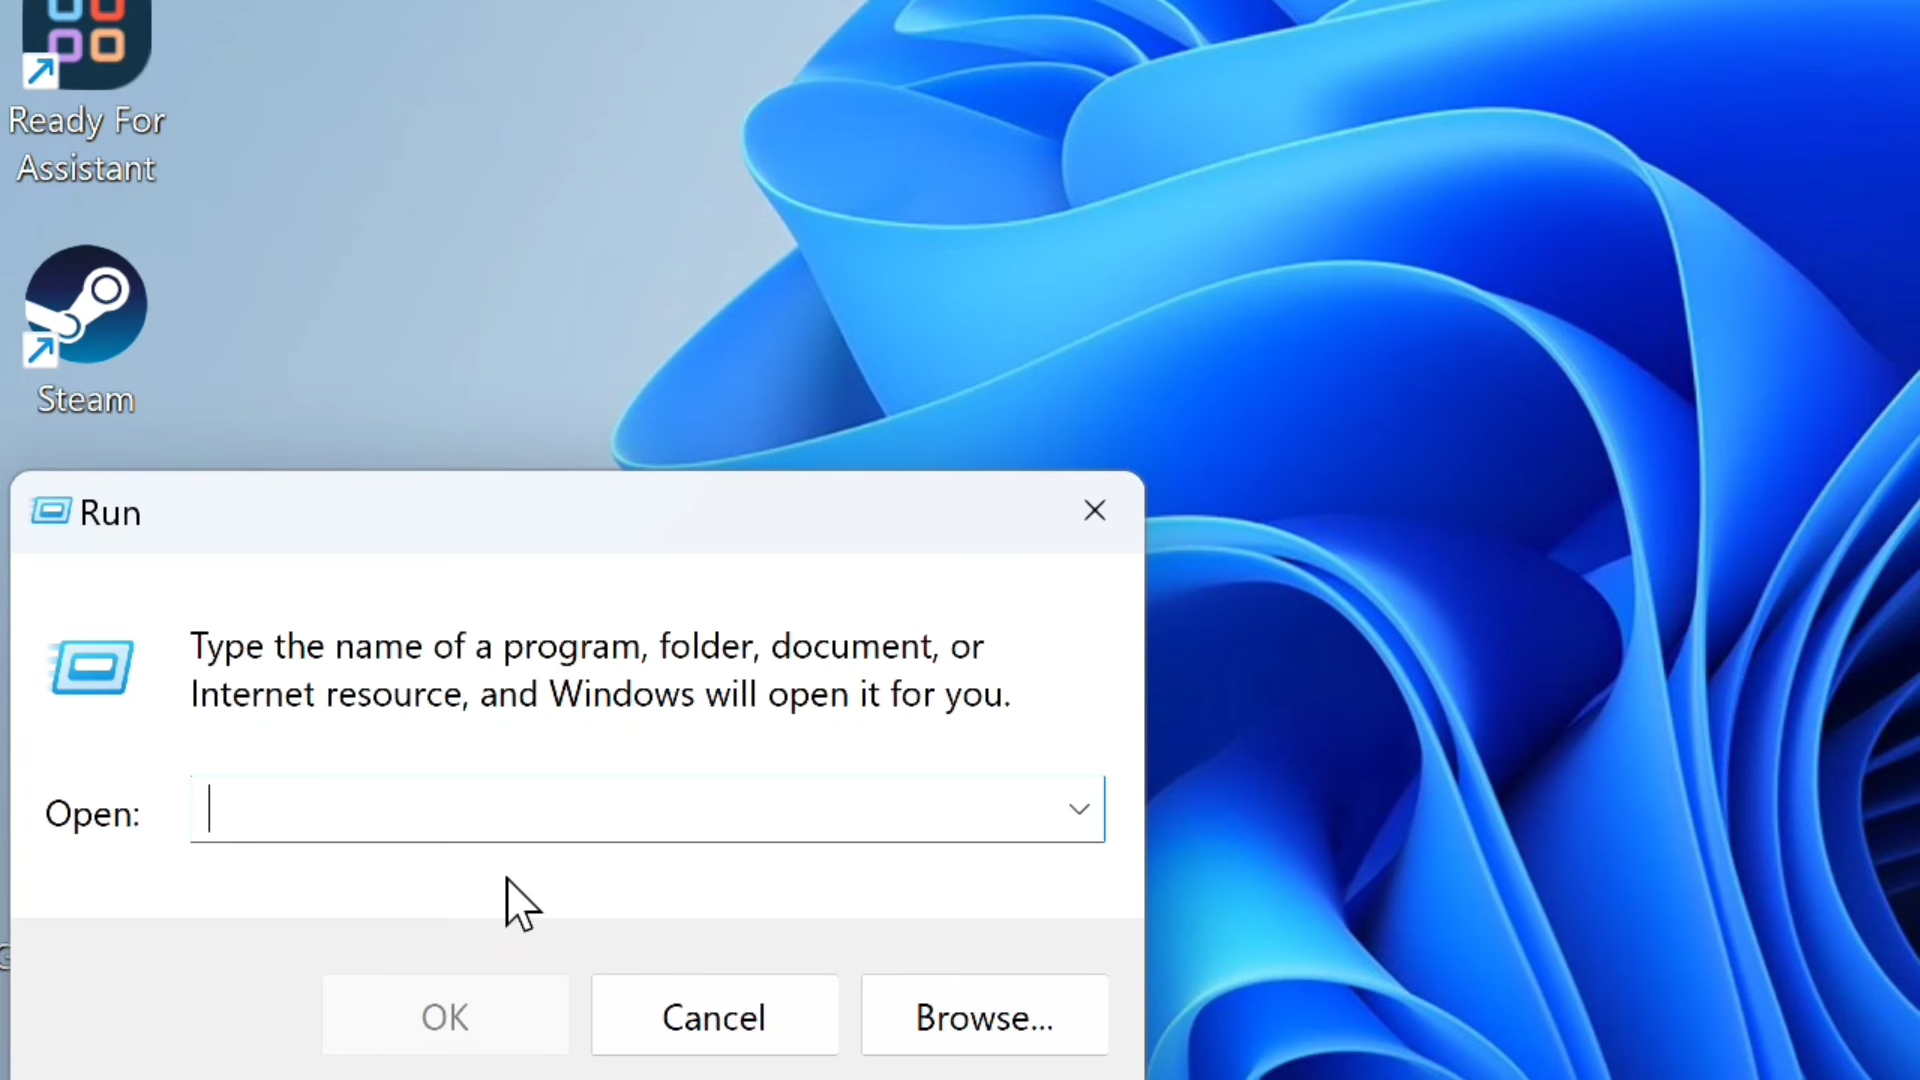 Ready For
Assistant
Steam
Run
Type the name of a program, folder, document, or
Internet resource, and Windows will open it for you.
Open:
OK
Cancel
Browse...